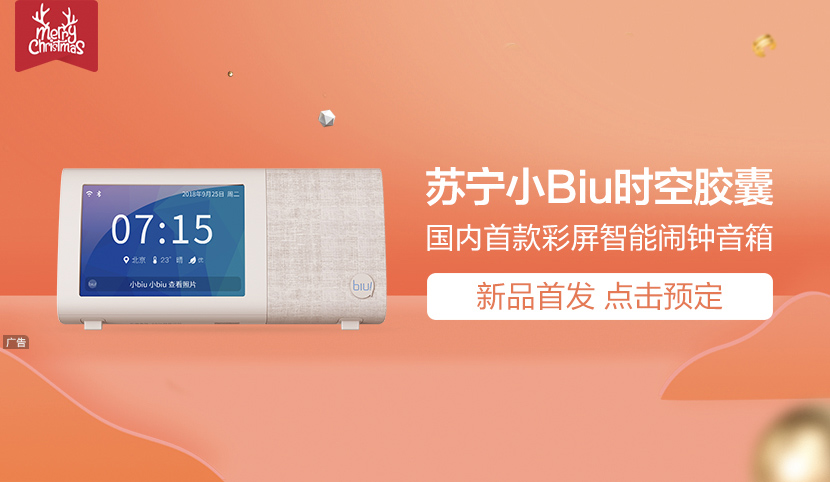 merry
Christmas
苏宁小Biu时空胶囊
国内首款彩屏智能闹钟音箱
新品首发 点击预定
2018年9月25日 周二
07:15
北京 23° 晴 优
小biu 小biu 查看照片
biu!
广告